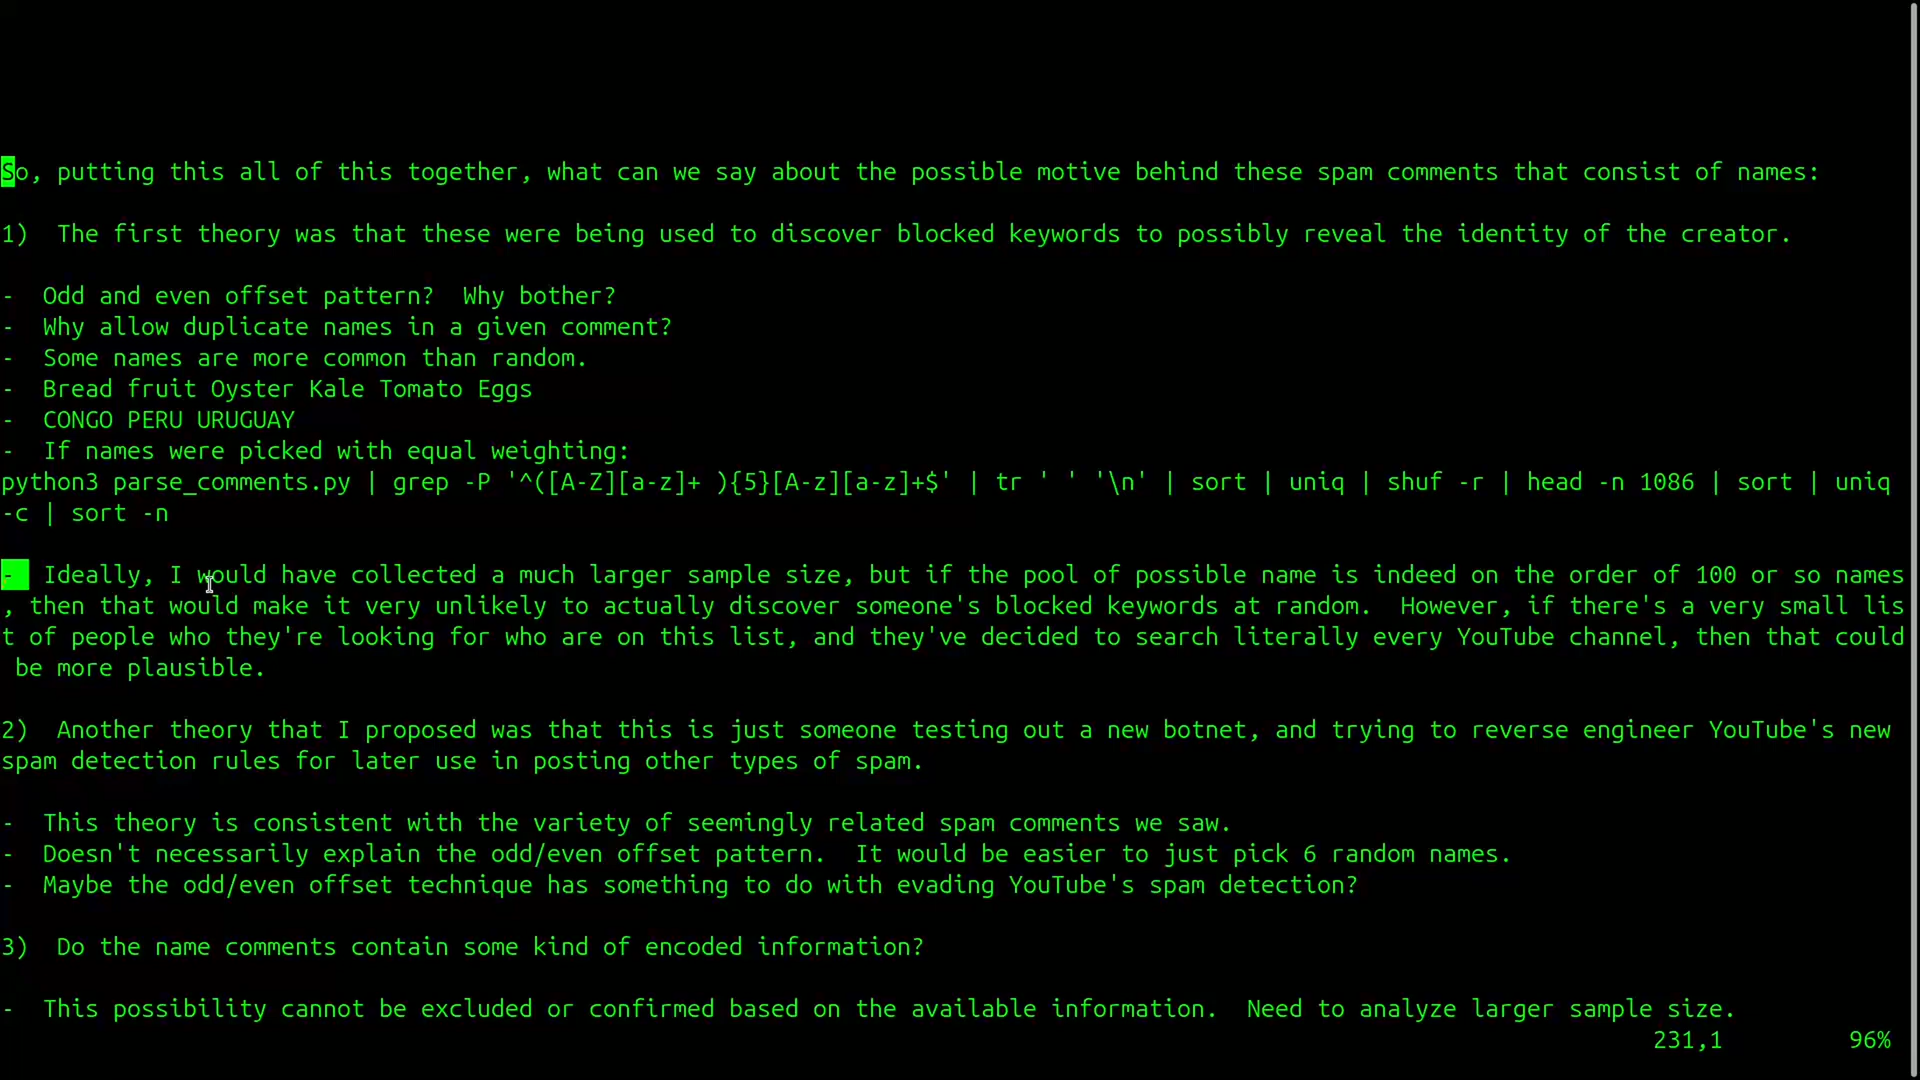 So, putting this all of this together, what can we say about the possible motive behind these spam comments that consist of names:
1)  The first theory was that these were being used to discover blocked keywords to possibly reveal the identity of the creator.
-  Odd and even offset pattern?  Why bother?
-  Why allow duplicate names in a given comment?
-  Some names are more common than random.
-  Bread fruit Oyster Kale Tomato Eggs
-  CONGO PERU URUGUAY
-  If names were picked with equal weighting:
python3 parse_comments.py | grep -P '^([A-Z][a-z]+ ){5}[A-z][a-z]+$' | tr ' ' '\n' | sort | uniq | shuf -r | head -n 1086 | sort | uniq
-c | sort -n
-  Ideally, I would have collected a much larger sample size, but if the pool of possible name is indeed on the order of 100 or so names
, then that would make it very unlikely to actually discover someone's blocked keywords at random.  However, if there's a very small lis
t of people who they're looking for who are on this list, and they've decided to search literally every YouTube channel, then that could
 be more plausible.
2)  Another theory that I proposed was that this is just someone testing out a new botnet, and trying to reverse engineer YouTube's new
spam detection rules for later use in posting other types of spam.
-  This theory is consistent with the variety of seemingly related spam comments we saw.
-  Doesn't necessarily explain the odd/even offset pattern.  It would be easier to just pick 6 random names.
-  Maybe the odd/even offset technique has something to do with evading YouTube's spam detection?
3)  Do the name comments contain some kind of encoded information?
-  This possibility cannot be excluded or confirmed based on the available information.  Need to analyze larger sample size.
231,1 96%